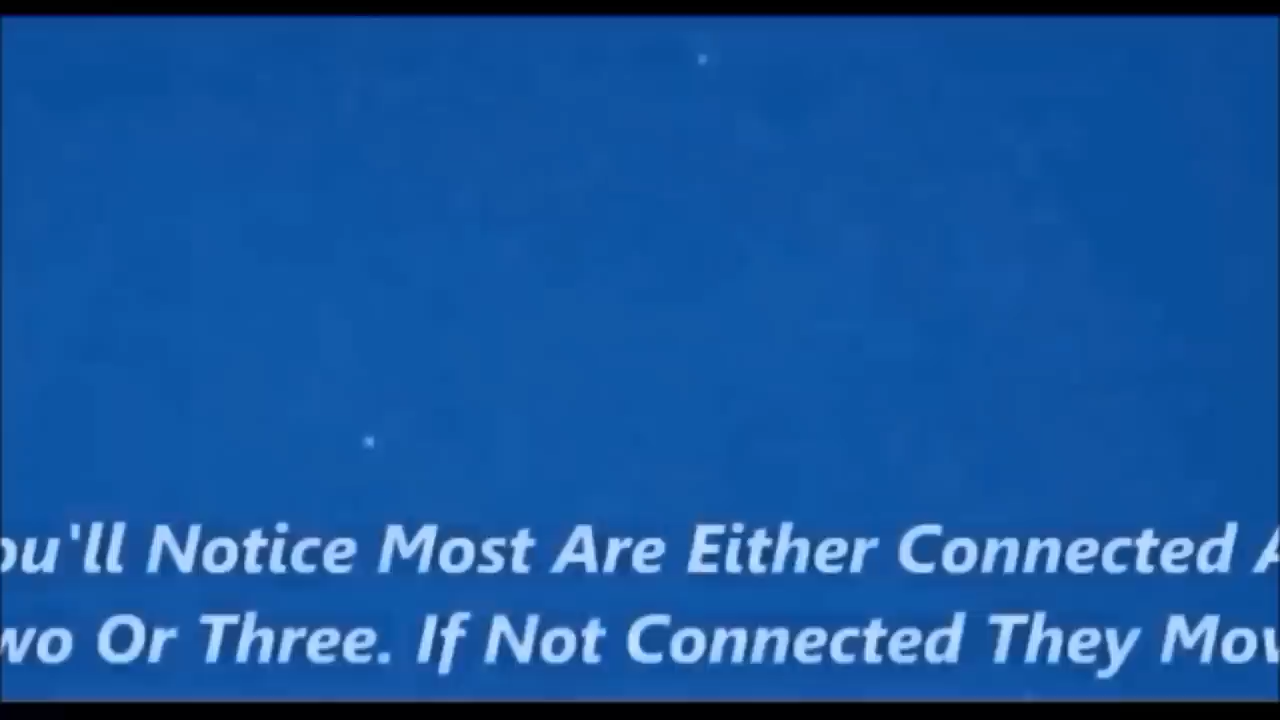 ou'll Notice Most Are Either Connected A
wo Or Three. If Not Connected They Mov